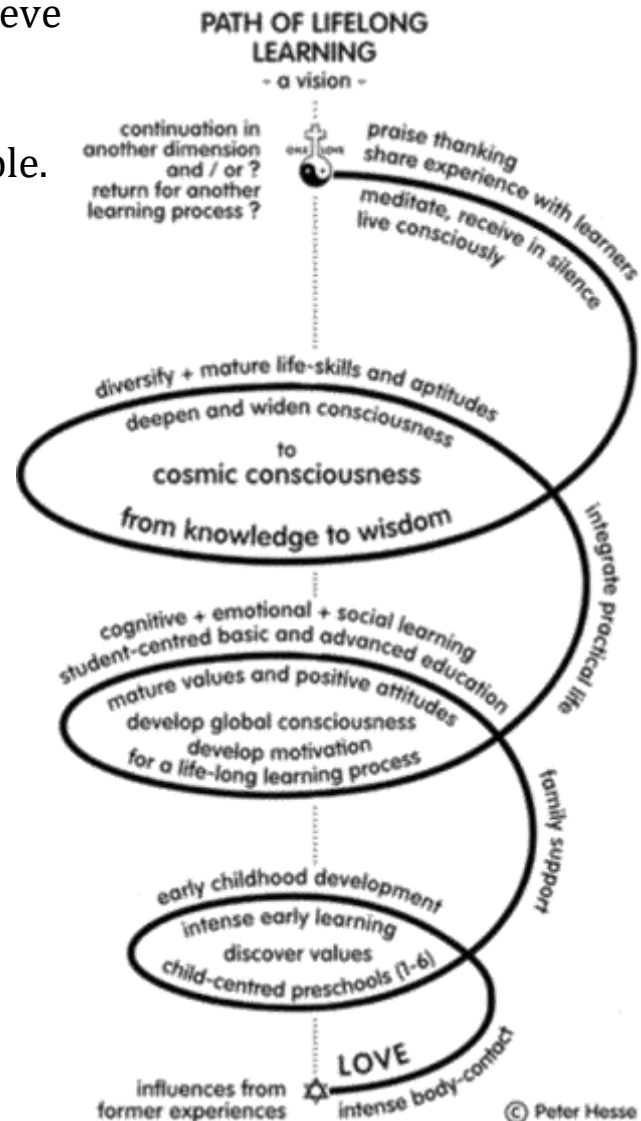 eve
ole.
PATH OF LIFELONG
LEARNING
- a vision -
continuation in
another dimension
and / or ?
return for another
learning process ?
ONE LOVE
praise thanking
share experience with learners
meditate, receive in silence
live consciously
diversify + mature life-skills and aptitudes
deepen and widen consciousness
to
cosmic consciousness
from knowledge to wisdom
integrate practical life
cognitive + emotional + social learning
student-centred basic and advanced education
mature values and positive attitudes
develop global consciousness
develop motivation
for a life-long learning process
family support
early childhood development
intense early learning
discover values
child-centred preschools (1-6)
LOVE
intense body-contact
influences from
former experiences
© Peter Hesse